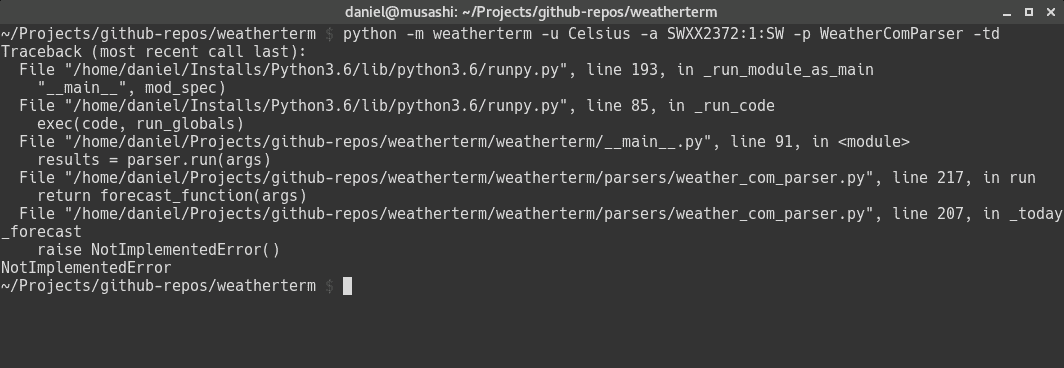 daniel@musashi: ~/Projects/github-repos/weatherterm
~/Projects/github-repos/weatherterm $ python -m weatherterm -u Celsius -a SWXX2372:1:SW -p WeatherComParser -td
Traceback (most recent call last):
  File "/home/daniel/Installs/Python3.6/lib/python3.6/runpy.py", line 193, in _run_module_as_main
    "__main__", mod_spec)
  File "/home/daniel/Installs/Python3.6/lib/python3.6/runpy.py", line 85, in _run_code
    exec(code, run_globals)
  File "/home/daniel/Projects/github-repos/weatherterm/weatherterm/__main__.py", line 91, in <module>
    results = parser.run(args)
  File "/home/daniel/Projects/github-repos/weatherterm/weatherterm/parsers/weather_com_parser.py", line 217, in run
    return forecast_function(args)
  File "/home/daniel/Projects/github-repos/weatherterm/weatherterm/parsers/weather_com_parser.py", line 207, in _today
_forecast
    raise NotImplementedError()
NotImplementedError
~/Projects/github-repos/weatherterm $